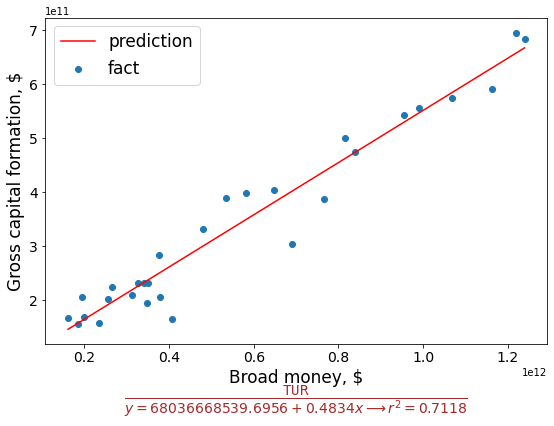 1e11
7
6
5
4
3
2
Gross capital formation, $
prediction
fact
0.2 0.4 0.6 0.8 1.0 1.2
1e12
Broad money, $
TUR
y = 68036668539.6956 + 0.4834x ⟶ r² = 0.7118